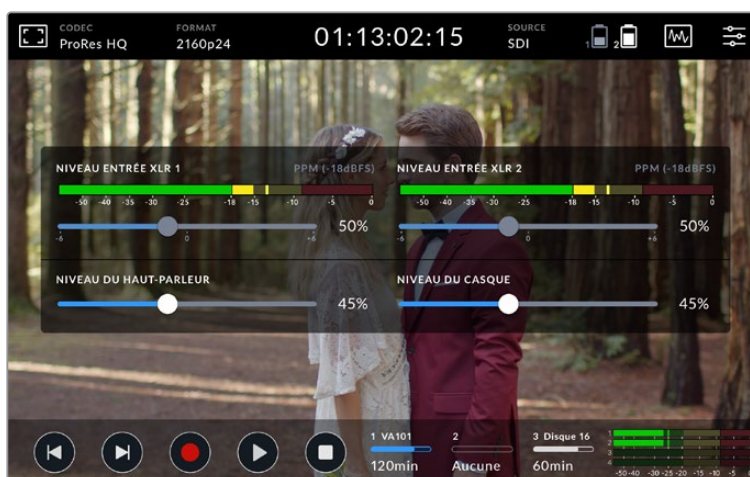 CODEC
ProRes HQ
FORMAT
2160p24
01:13:02:15
SOURCE
SDI
1
2
NIVEAU ENTRÉE XLR 1
PPM (-18dBFS)
-50 -40 -35 -30 -25 -18 -15 -10 -5 0
50%
-6 0 +6
NIVEAU ENTRÉE XLR 2
PPM (-18dBFS)
-50 -40 -35 -30 -25 -18 -15 -10 -5 0
50%
-6 0 +6
NIVEAU DU HAUT-PARLEUR
45%
NIVEAU DU CASQUE
45%
1 VA101
120min
2
Aucune
3 Disque 16
60min
1
2
3
4
-50 -40 -30 -25 -20 -15 -10 -5